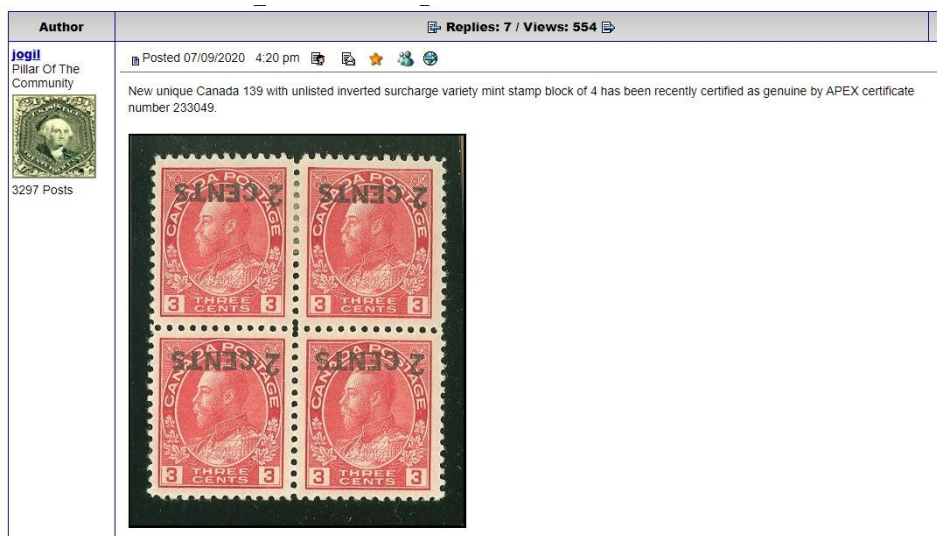 Author
Replies: 7 / Views: 554
jogil
Pillar Of The
Community
3297 Posts
Posted 07/09/2020 4:20 pm
New unique Canada 139 with unlisted inverted surcharge variety mint stamp block of 4 has been recently certified as genuine by APEX certificate
number 233049.
2 CENTS
2 CENTS
CANADA POSTAGE
CANADA POSTAGE
3 THREE CENTS 3
3 THREE CENTS 3
2 CENTS
2 CENTS
CANADA POSTAGE
CANADA POSTAGE
3 THREE CENTS 3
3 THREE CENTS 3